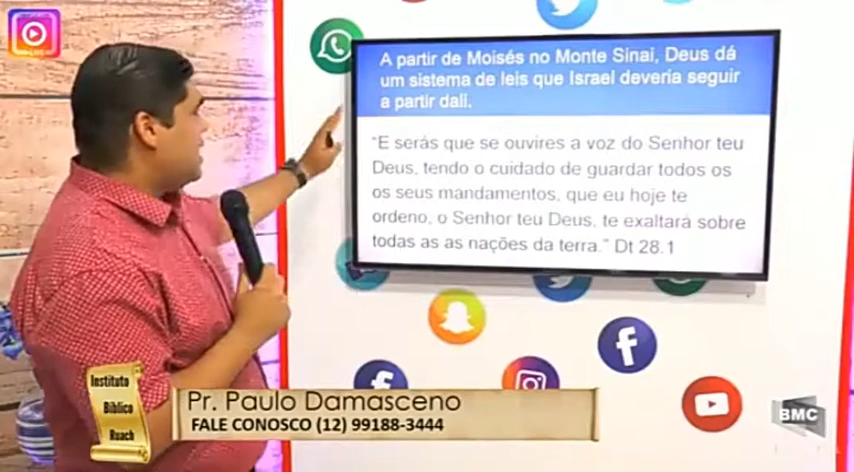 A partir de Moisés no Monte Sinai, Deus dá
um sistema de leis que Israel deveria seguir
a partir dali.
“E serás que se ouvires a voz do Senhor teu
Deus, tendo o cuidado de guardar todos os
os seus mandamentos, que eu hoje te
ordeno, o Senhor teu Deus, te exaltará sobre
todas as as nações da terra.” Dt 28.1
Instituto
Bíblico
Ruach
Pr. Paulo Damasceno
FALE CONOSCO (12) 99188-3444
BMC